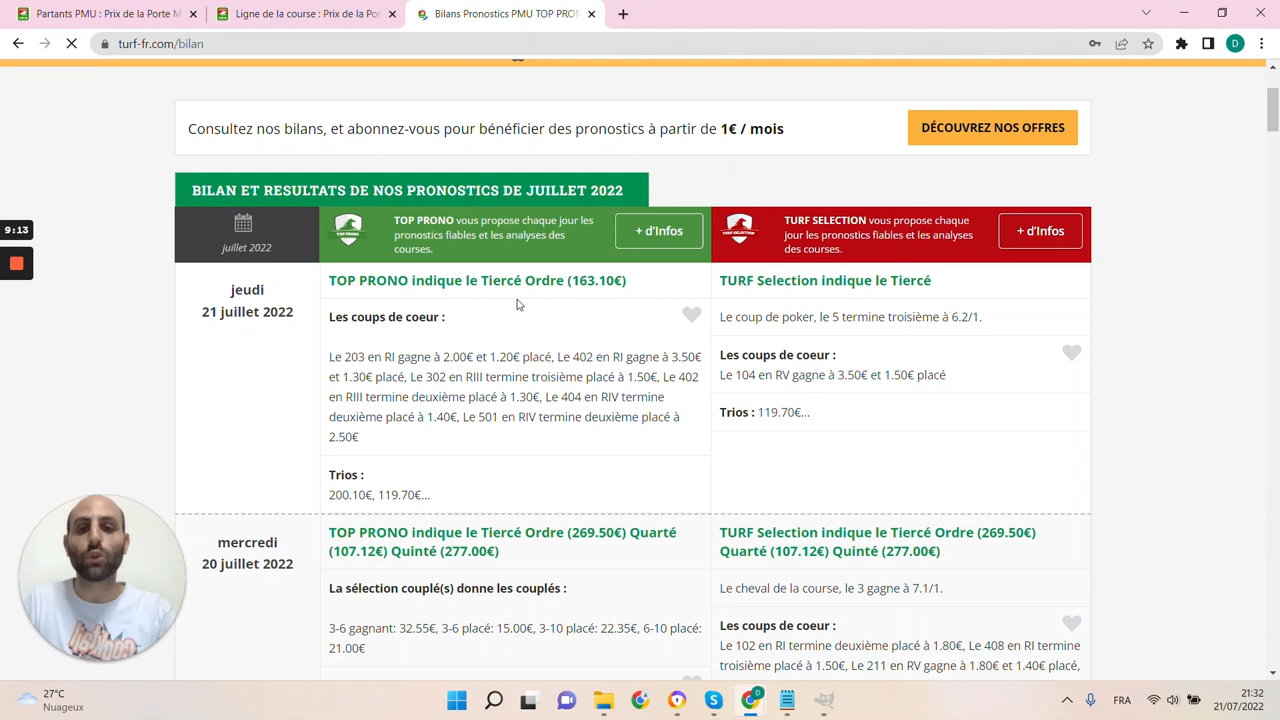 Partants PMU : Prix de la Porte M
Ligne de la course : Prix de la Po
Bilans Pronostics PMU TOP PRON
turf-fr.com/bilan
D
Consultez nos bilans, et abonnez-vous pour bénéficier des pronostics à partir de 1€ / mois
DÉCOUVREZ NOS OFFRES
BILAN ET RESULTATS DE NOS PRONOSTICS DE JUILLET 2022
juillet 2022
TOP PRONO
TOP PRONO vous propose chaque jour les
pronostics fiables et les analyses des
courses.
+ d'Infos
TURF SELECTION
TURF SELECTION vous propose chaque
jour les pronostics fiables et les analyses
des courses.
+ d'Infos
9:13
jeudi
21 juillet 2022
TOP PRONO indique le Tiercé Ordre (163.10€)
Les coups de coeur :
Le 203 en RI gagne à 2.00€ et 1.20€ placé, Le 402 en RI gagne à 3.50€
et 1.30€ placé, Le 302 en RIII termine troisième placé à 1.50€, Le 402
en RIII termine deuxième placé à 1.30€, Le 404 en RIV termine
deuxième placé à 1.40€, Le 501 en RIV termine deuxième placé à
2.50€
Trios :
200.10€, 119.70€...
TURF Selection indique le Tiercé
Le coup de poker, le 5 termine troisième à 6.2/1.
Les coups de coeur :
Le 104 en RV gagne à 3.50€ et 1.50€ placé
Trios : 119.70€...
mercredi
20 juillet 2022
TOP PRONO indique le Tiercé Ordre (269.50€) Quarté
(107.12€) Quinté (277.00€)
La sélection couplé(s) donne les couplés :
3-6 gagnant: 32.55€, 3-6 placé: 15.00€, 3-10 placé: 22.35€, 6-10 placé:
21.00€
TURF Selection indique le Tiercé Ordre (269.50€)
Quarté (107.12€) Quinté (277.00€)
Le cheval de la course, le 3 gagne à 7.1/1.
Les coups de coeur :
Le 102 en RI termine deuxième placé à 1.80€, Le 408 en RI termine
troisième placé à 1.50€, Le 211 en RV gagne à 1.80€ et 1.40€ placé,
27°C
Nuageux
D
FRA
21:32
21/07/2022